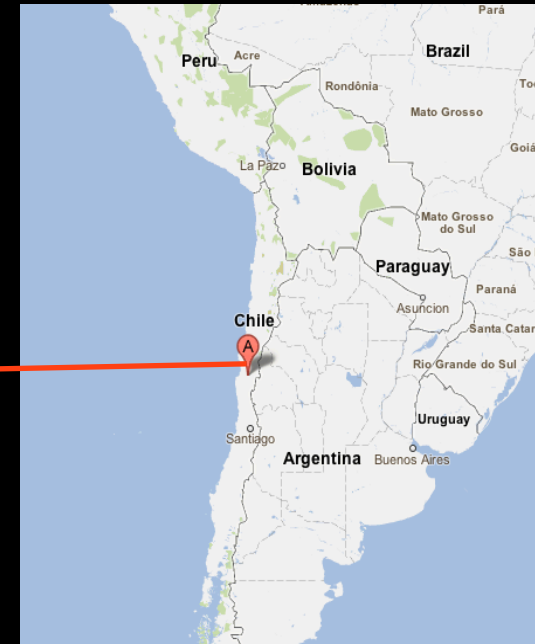 Pará
Brazil
Peru
Acre
Rondônia
Mato Grosso
Goiá
La Paz
Bolivia
Mato Grosso
do Sul
São
Paraguay
Paraná
Asuncion
Chile
Santa Catar
A
Rio Grande do Sul
Uruguay
Santiago
Argentina
Buenos Aires